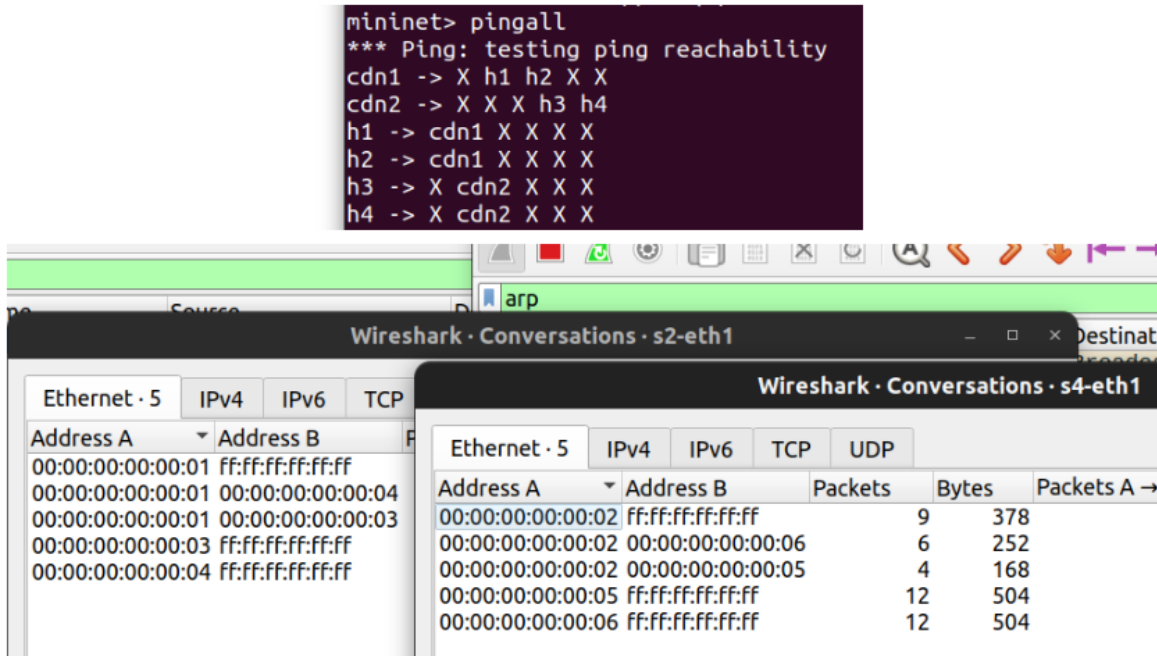 mininet> pingall
*** Ping: testing ping reachability
cdn1 -> X h1 h2 X X
cdn2 -> X X X h3 h4
h1 -> cdn1 X X X X
h2 -> cdn1 X X X X
h3 -> X cdn2 X X X
h4 -> X cdn2 X X X
arp
Source
Destinat
Wireshark · Conversations · s2-eth1
Ethernet · 5 IPv4 IPv6 TCP
Address A Address B P
00:00:00:00:00:01 ff:ff:ff:ff:ff:ff
00:00:00:00:00:01 00:00:00:00:00:04
00:00:00:00:00:01 00:00:00:00:00:03
00:00:00:00:00:03 ff:ff:ff:ff:ff:ff
00:00:00:00:00:04 ff:ff:ff:ff:ff:ff
Wireshark · Conversations · s4-eth1
Ethernet · 5 IPv4 IPv6 TCP UDP
Address A Address B Packets Bytes Packets A →
00:00:00:00:00:02 ff:ff:ff:ff:ff:ff 9 378
00:00:00:00:00:02 00:00:00:00:00:06 6 252
00:00:00:00:00:02 00:00:00:00:00:05 4 168
00:00:00:00:00:05 ff:ff:ff:ff:ff:ff 12 504
00:00:00:00:00:06 ff:ff:ff:ff:ff:ff 12 504